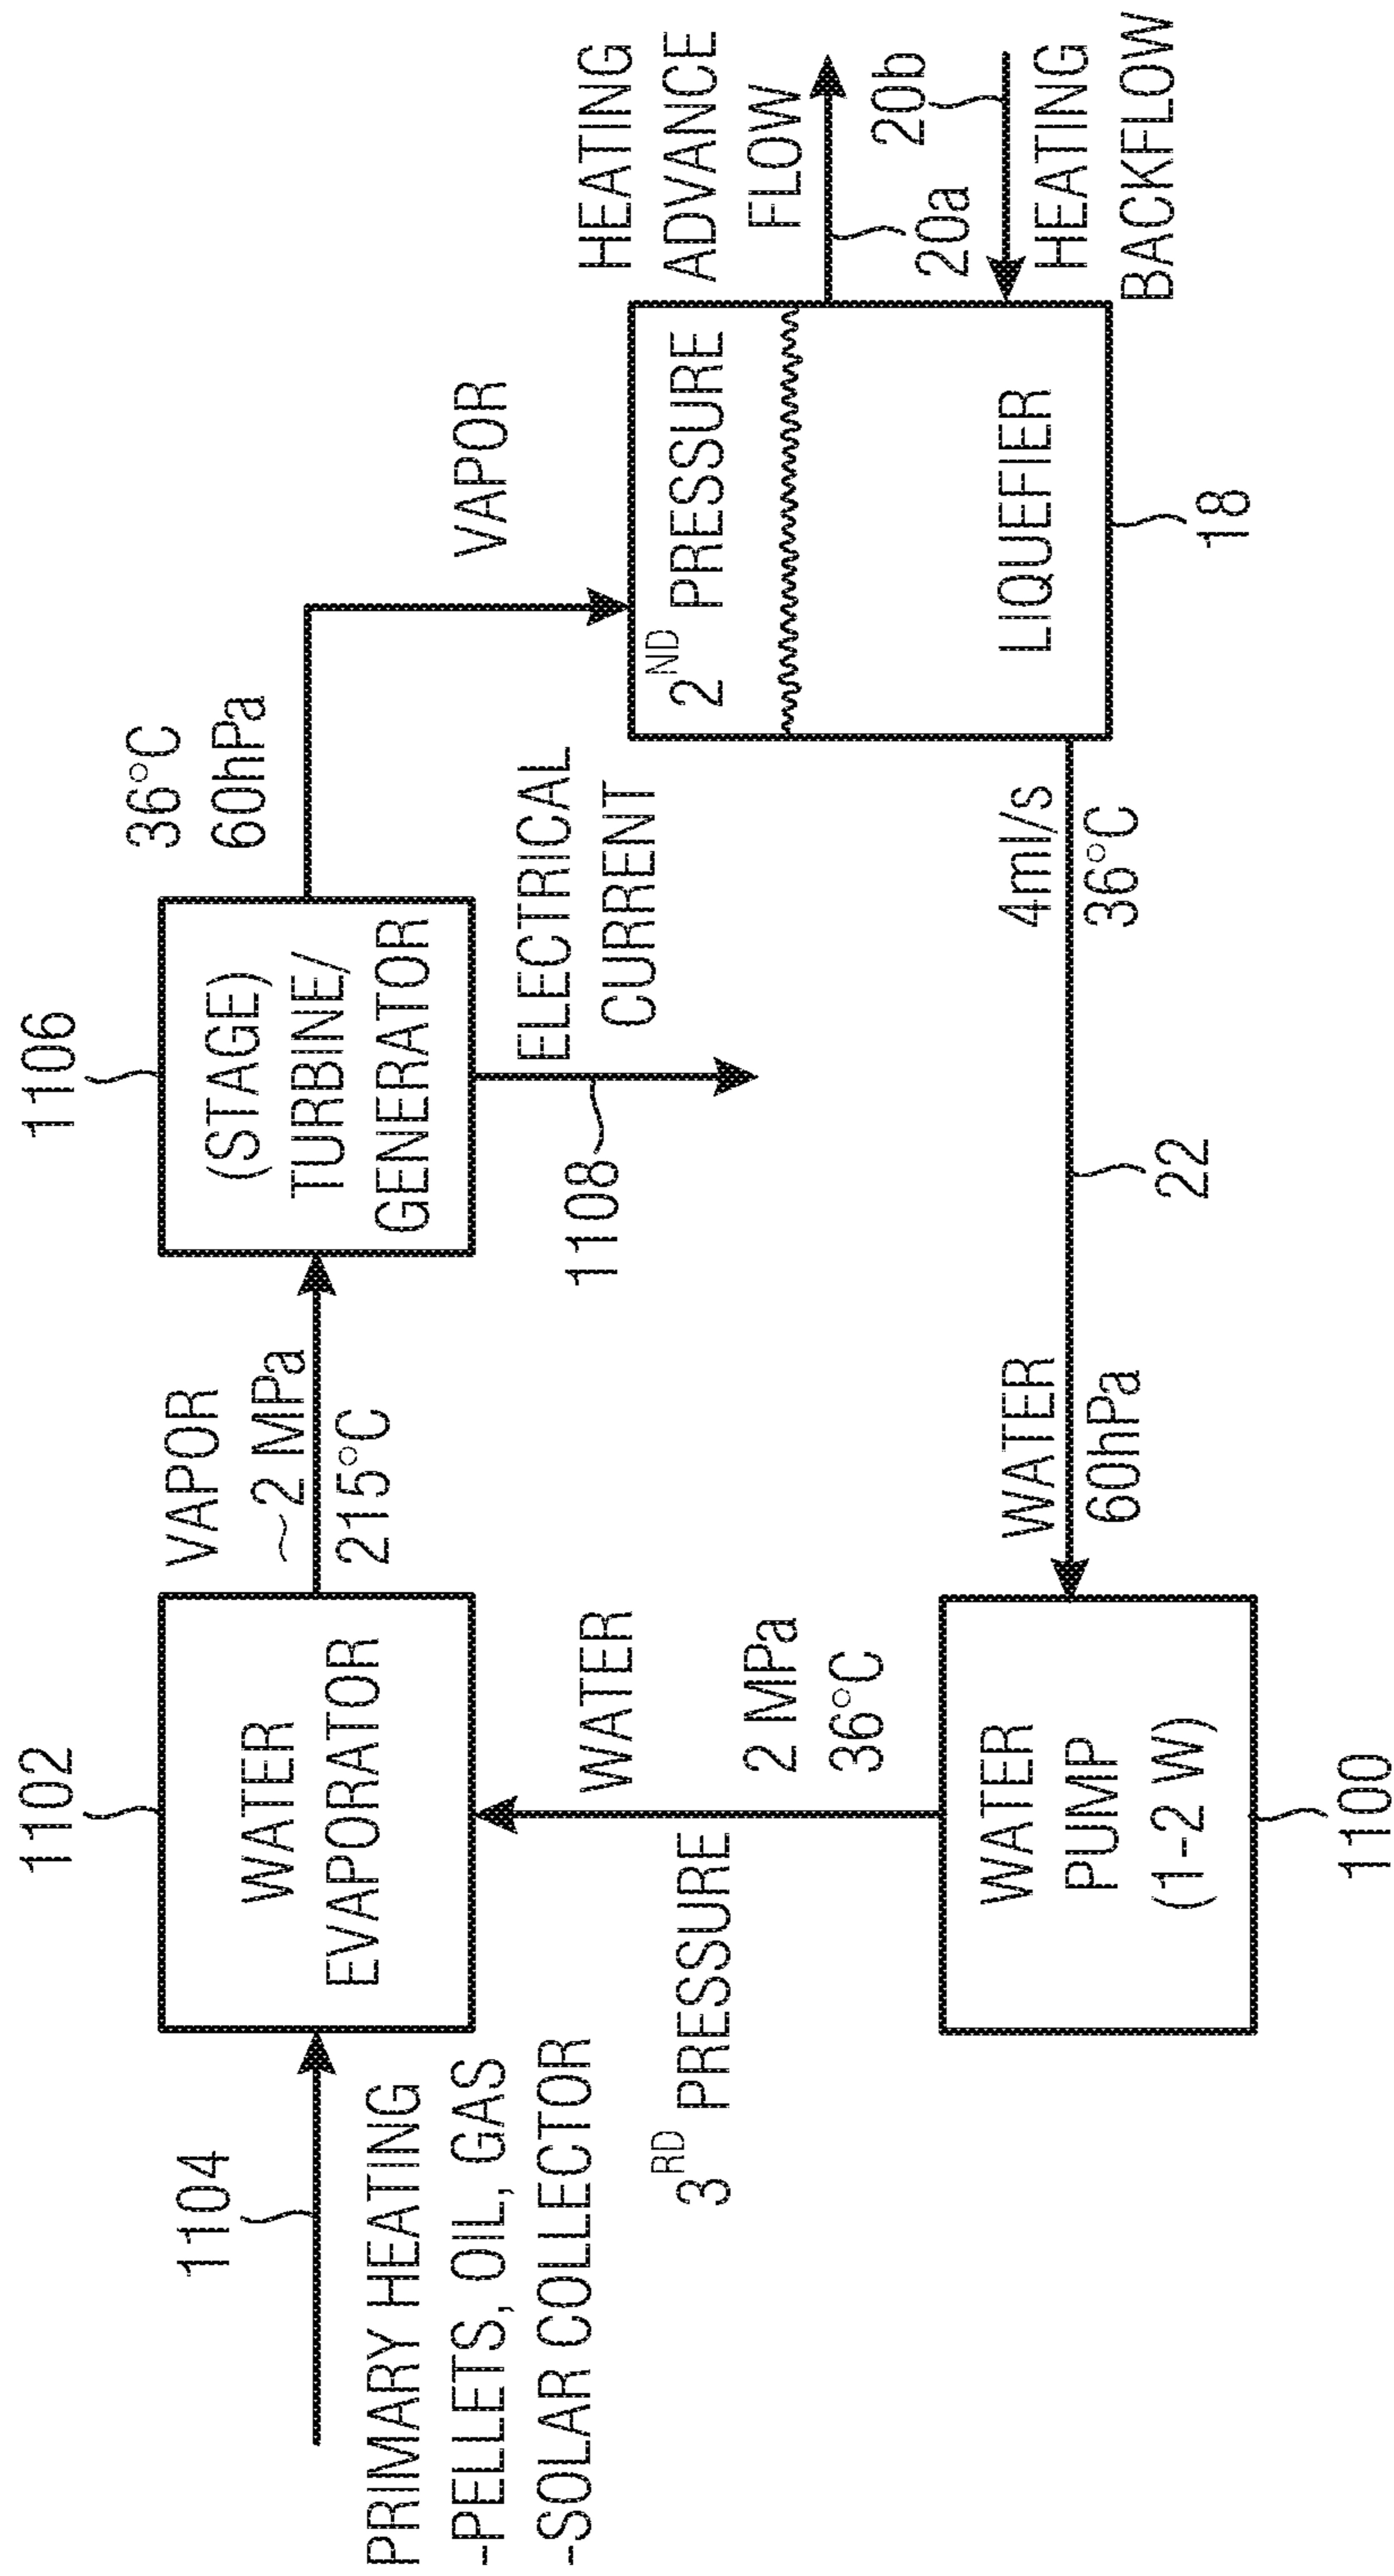 1104
PRIMARY HEATING
-PELLETS, OIL, GAS
-SOLAR COLLECTOR
1102
WATER
EVAPORATOR
VAPOR
~2 MPa
215°C
1106
(STAGE)
TURBINE/
GENERATOR
36°C
60hPa
VAPOR
1108
ELECTRICAL
CURRENT
3RD PRESSURE
WATER
2 MPa
36°C
2ND PRESSURE
LIQUEFIER
18
HEATING
ADVANCE
FLOW
20a
20b
HEATING
BACKFLOW
WATER
PUMP
(1-2 W)
1100
WATER
60hPa
22
4ml/s
36°C